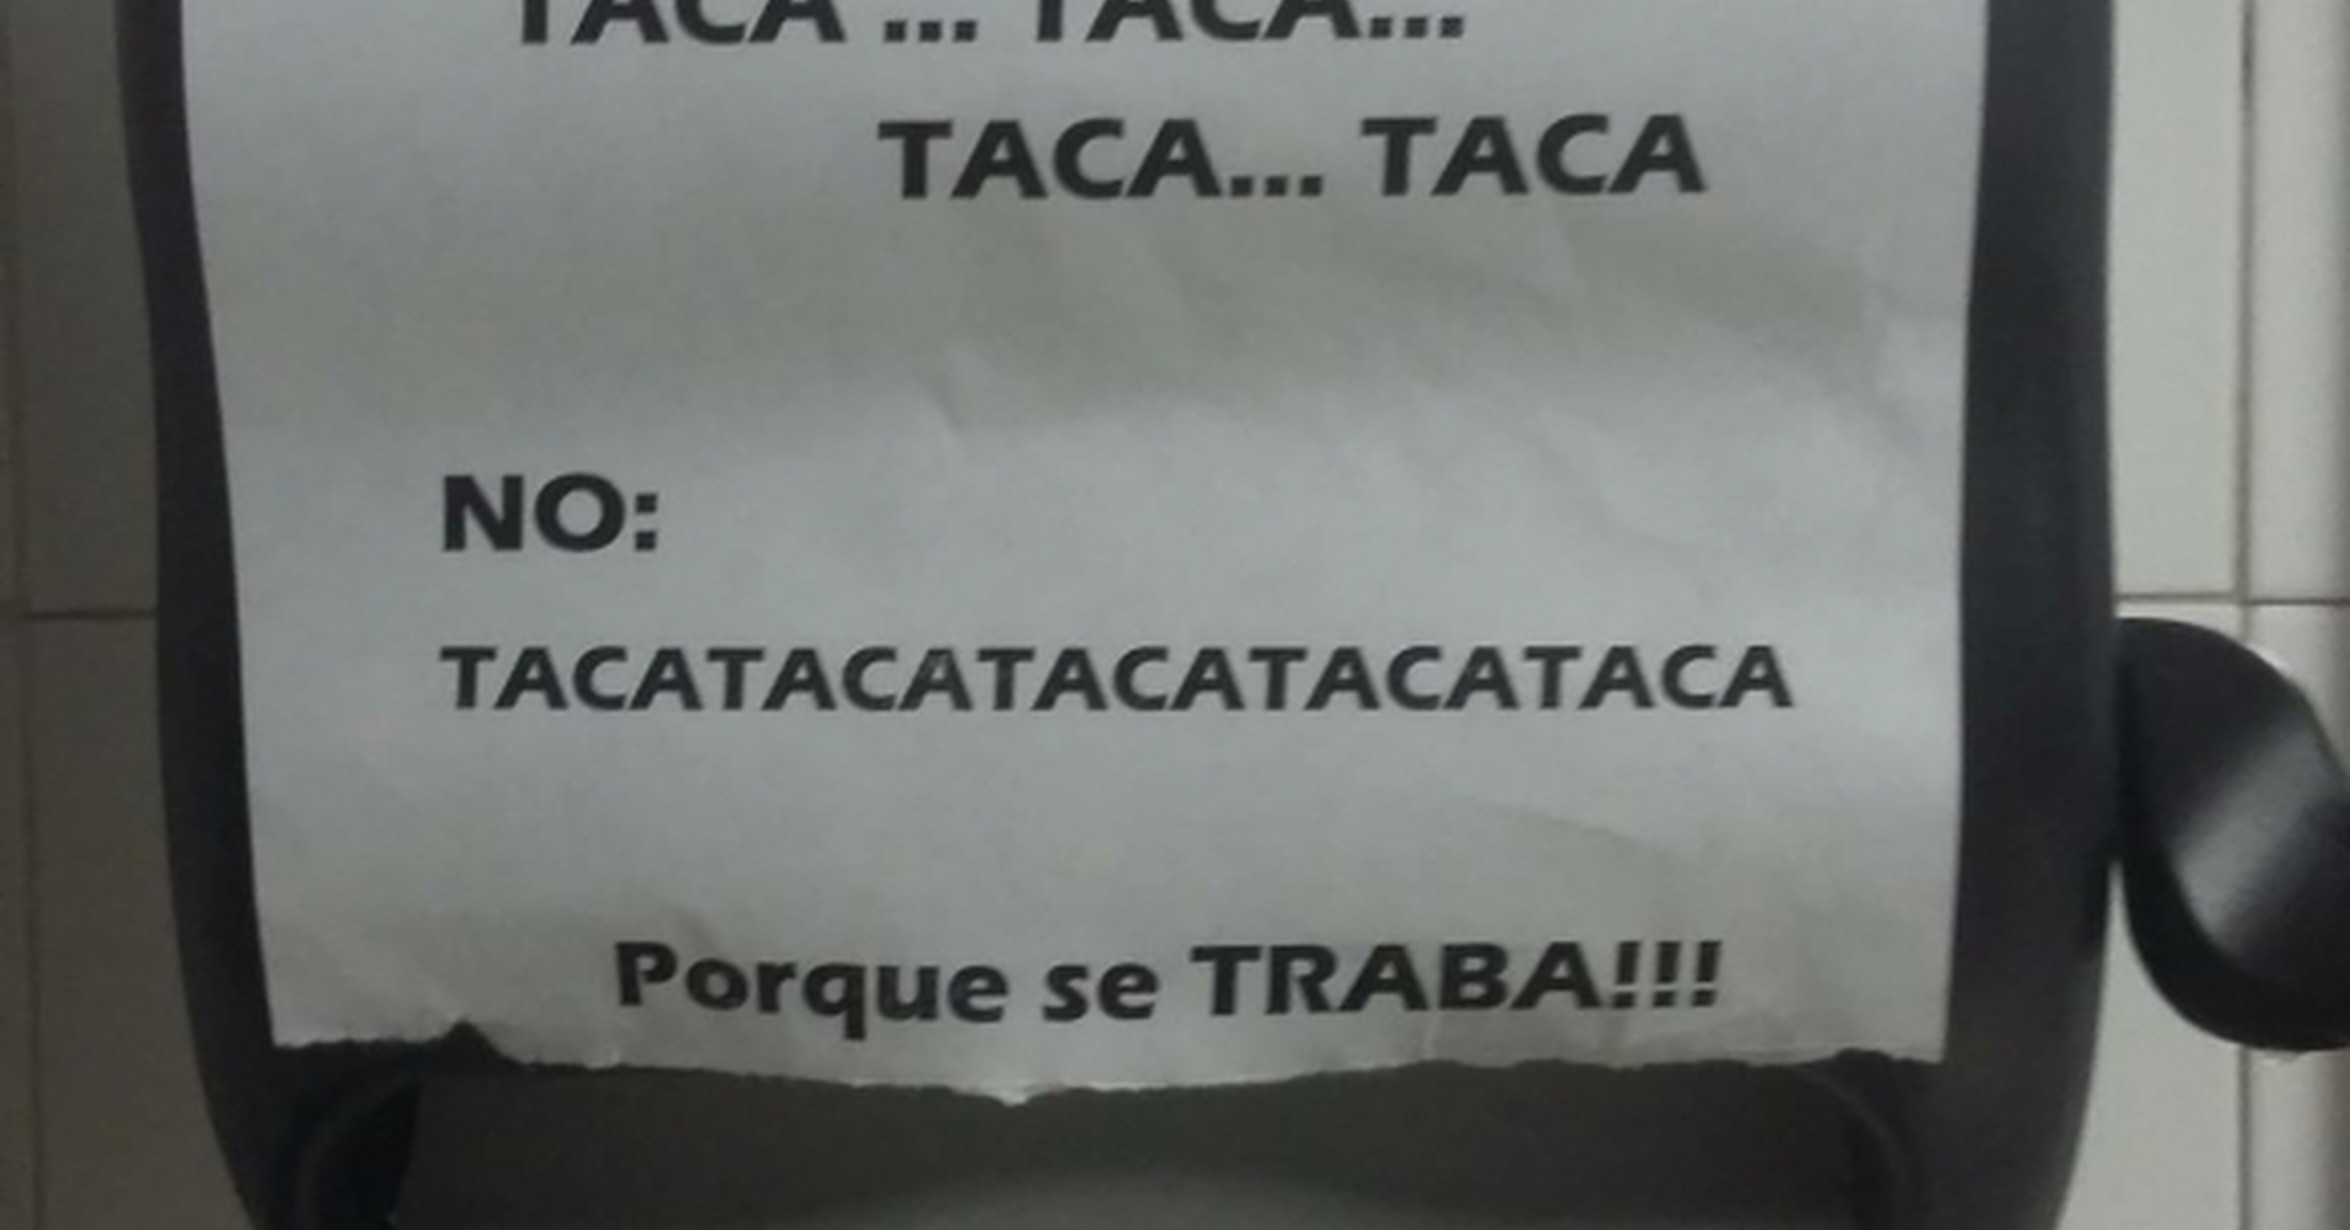 TACA ... TACA...
TACA... TACA
NO:
TACATACATACATACATACA
Porque se TRABA!!!